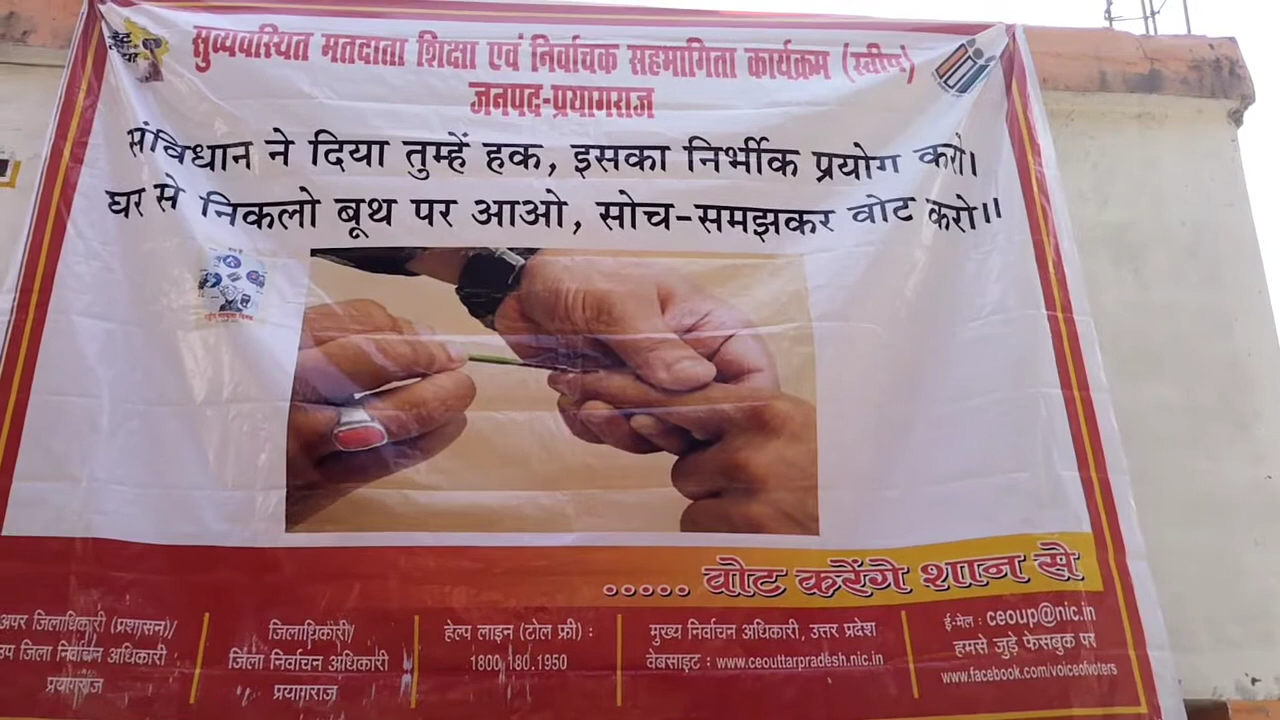 सुव्यवस्थित मतदाता शिक्षा एवं निर्वाचक सहभागिता कार्यक्रम (स्वीप)
जनपद-प्रयागराज
संविधान ने दिया तुम्हें हक, इसका निर्भीक प्रयोग करो।
घर से निकलो बूथ पर आओ, सोच-समझकर वोट करो॥
..... वोट करेंगे शान से
अपर जिलाधिकारी (प्रशासन)/
उप जिला निर्वाचन अधिकारी
प्रयागराज
जिलाधिकारी/
जिला निर्वाचन अधिकारी
प्रयागराज
हेल्प लाइन (टोल फ्री) :
1800.180.1950
मुख्य निर्वाचन अधिकारी, उत्तर प्रदेश
वेबसाइट : www.ceouttarpradesh.nic.in
ई-मेल : ceoup@nic.in
हमसे जुड़े फेसबुक पर
www.facebook.com/voiceofvoters